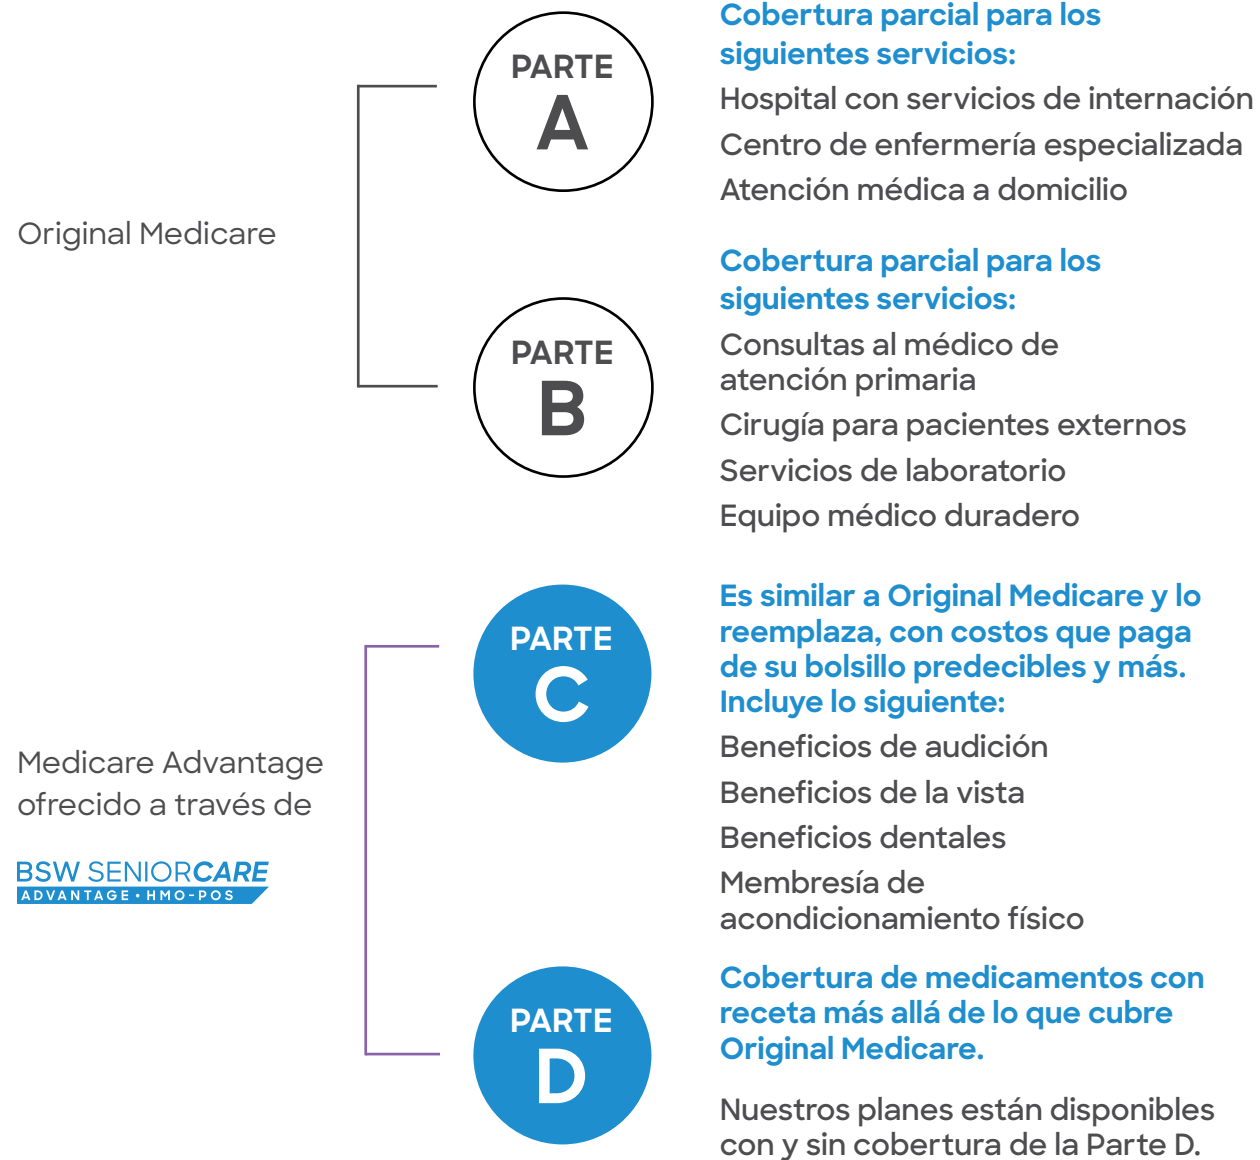 Original Medicare
PARTE
A
Cobertura parcial para los
siguientes servicios:
Hospital con servicios de internación
Centro de enfermería especializada
Atención médica a domicilio
PARTE
B
Cobertura parcial para los
siguientes servicios:
Consultas al médico de
atención primaria
Cirugía para pacientes externos
Servicios de laboratorio
Equipo médico duradero
Medicare Advantage
ofrecido a través de
BSW SENIORCARE
ADVANTAGE • HMO-POS
PARTE
C
Es similar a Original Medicare y lo
reemplaza, con costos que paga
de su bolsillo predecibles y más.
Incluye lo siguiente:
Beneficios de audición
Beneficios de la vista
Beneficios dentales
Membresía de
acondicionamiento físico
PARTE
D
Cobertura de medicamentos con
receta más allá de lo que cubre
Original Medicare.
Nuestros planes están disponibles
con y sin cobertura de la Parte D.